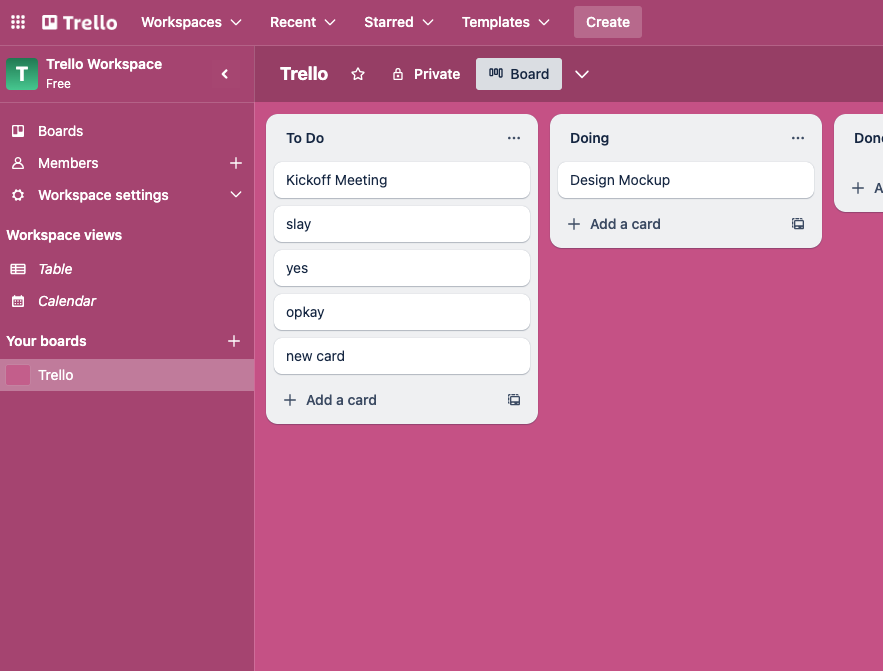 Trello Workspaces Recent Starred Templates Create
T Trello Workspace
Free
Trello Private Board
Boards
Members
Workspace settings
Workspace views
Table
Calendar
Your boards
Trello
To Do
Kickoff Meeting
slay
yes
opkay
new card
Add a card
Doing
Design Mockup
Add a card
Don
A